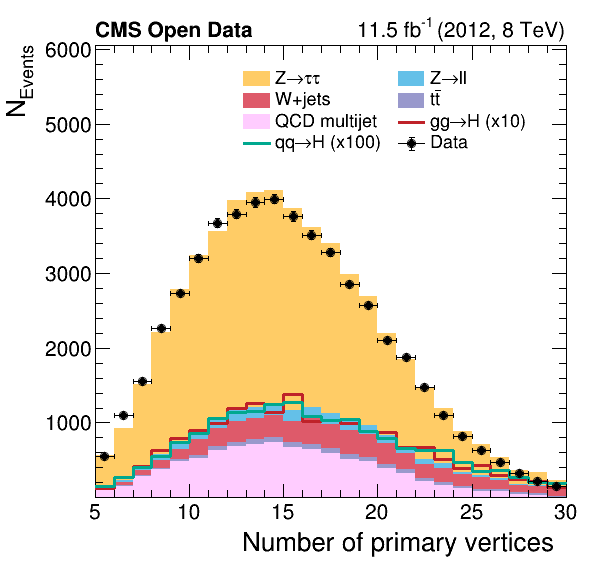 CMS Open Data 11.5 fb⁻¹ (2012, 8 TeV)
N_Events
6000
5000
4000
3000
2000
1000
Z→ττ Z→ll
W+jets tt̄
QCD multijet gg→H (x10)
qq→H (x100) Data
5 10 15 20 25 30
Number of primary vertices